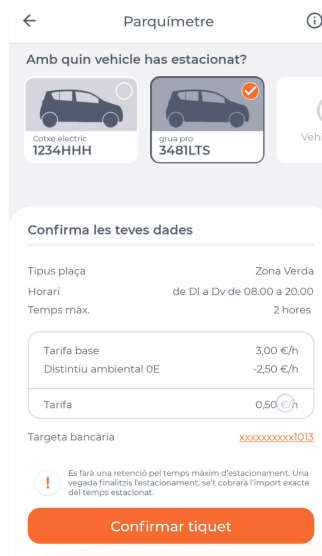 Parquímetre
Amb quin vehicle has estacionat?
Cotxe electric
1234HHH
grua pro
3481LTS
Confirma les teves dades
Tipus plaça Zona Verda
Horari de Dl a Dv de 08.00 a 20.00
Temps màx. 2 hores
Tarifa base 3,00 €/h
Distintiu ambiental 0E -2,50 €/h
Tarifa 0,50 €/h
Targeta bancària xxxxxxxxxx1013
Es farà una retenció pel temps màxim d'estacionament. Una
vegada finalitzis l'estacionament, se't cobrarà l'import exacte
del temps estacionat.
Confirmar tiquet